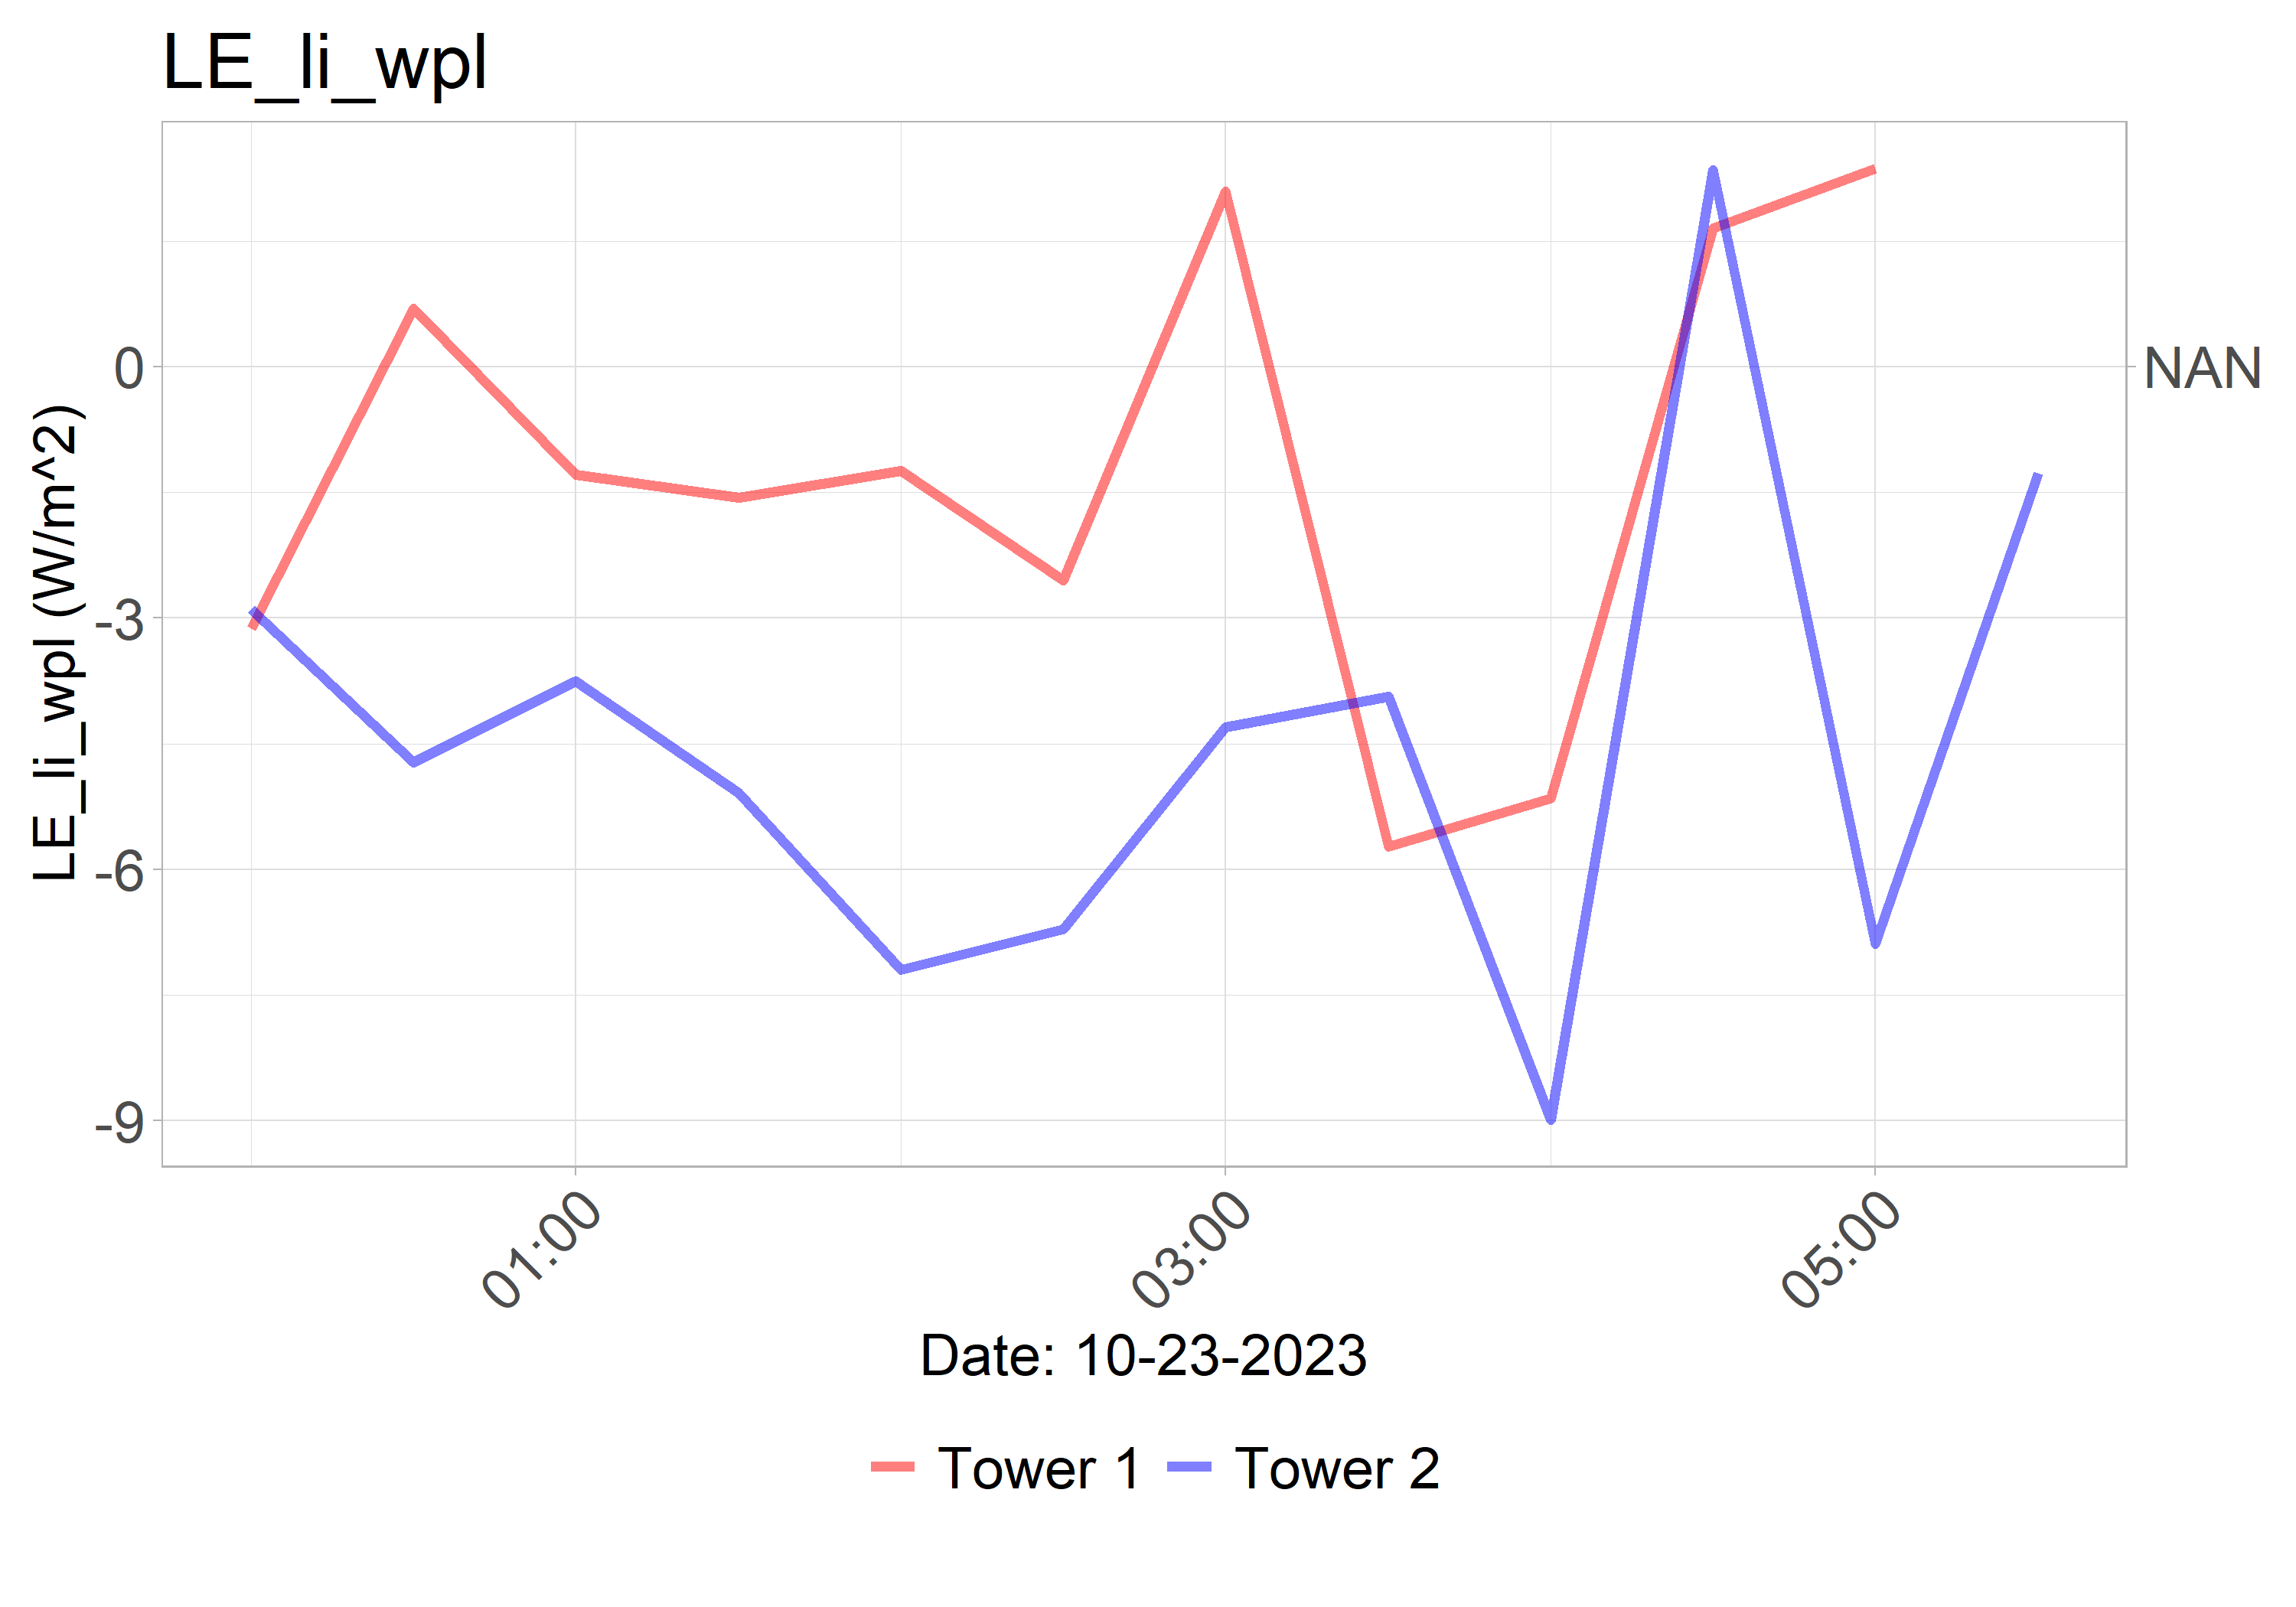 LE_li_wpl
LE_li_wpl (W/m^2)
0
-3
-6
-9
NAN
01:00
03:00
05:00
Date: 10-23-2023
Tower 1
Tower 2